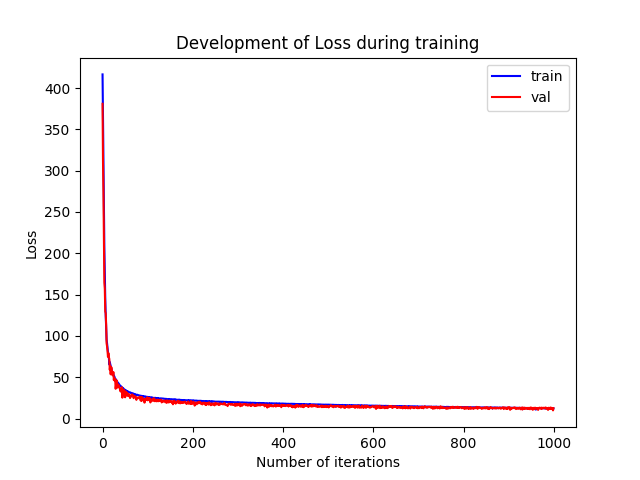 Development of Loss during training
train
val
Loss
400
350
300
250
200
150
100
50
0
0 200 400 600 800 1000
Number of iterations